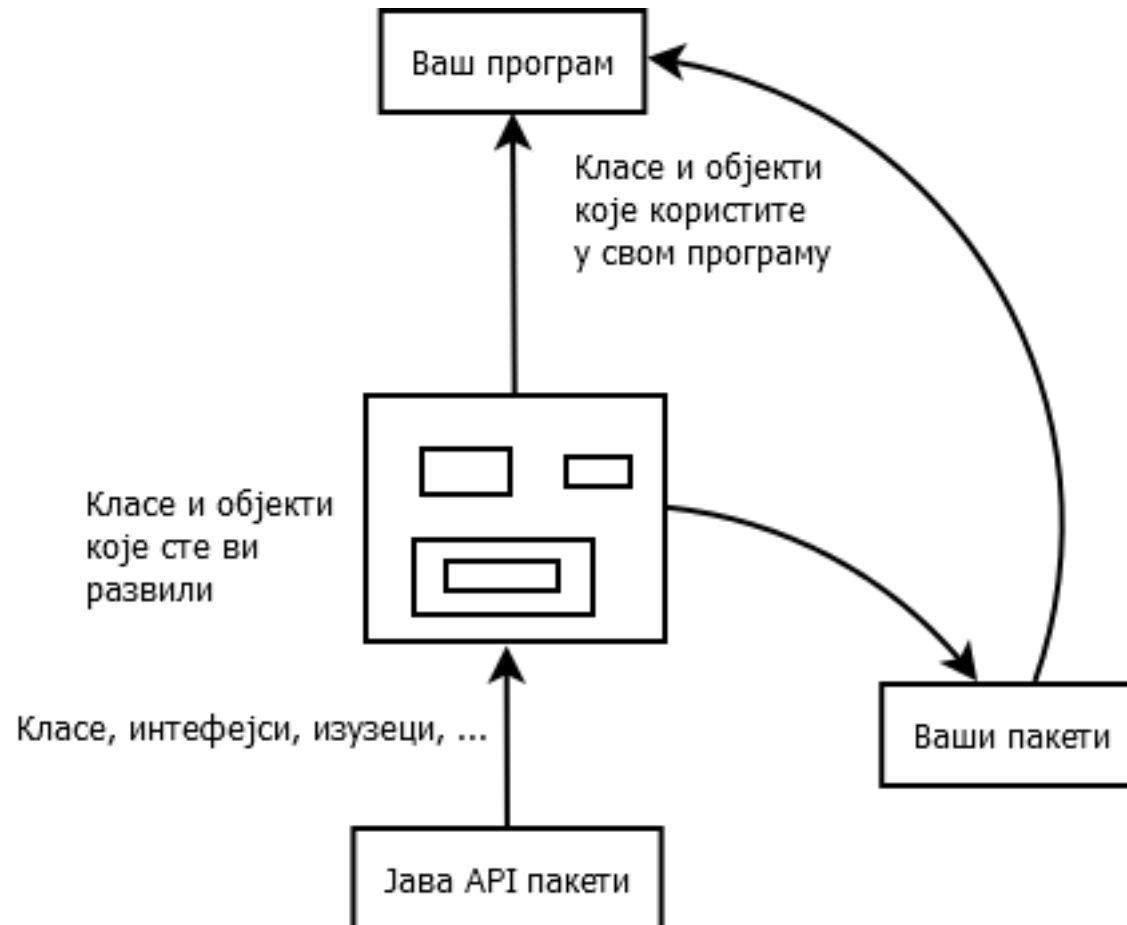 Ваш програм
Класе и објекти
које користите
у свом програму
Класе и објекти
које сте ви
развили
Класе, интефејси, изузеци, ...
Ваши пакети
Јава API пакети